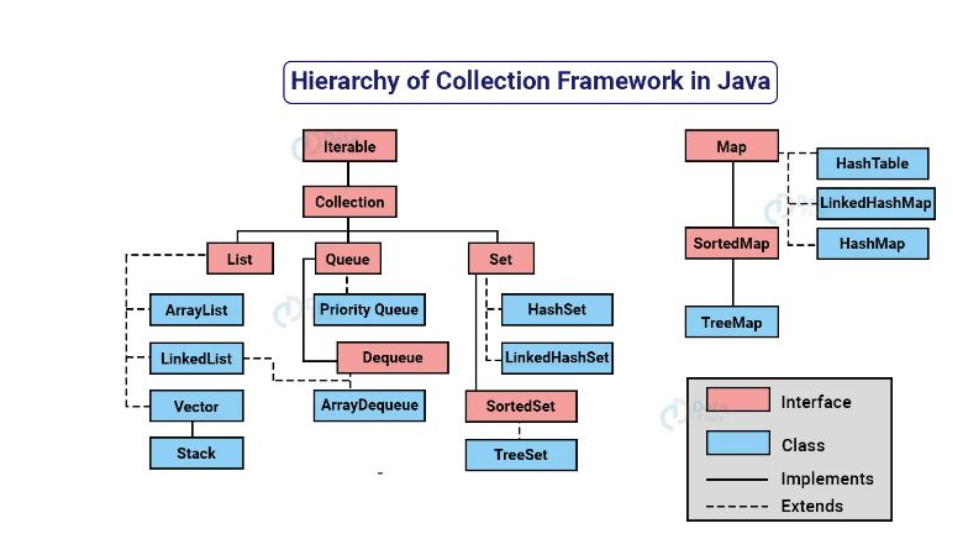 Hierarchy of Collection Framework in Java
Iterable
Collection
List
Queue
Set
ArrayList
Priority Queue
HashSet
LinkedList
Dequeue
LinkedHashSet
Vector
ArrayDequeue
SortedSet
Stack
TreeSet
Map
HashTable
LinkedHashMap
SortedMap
HashMap
TreeMap
Interface
Class
Implements
Extends